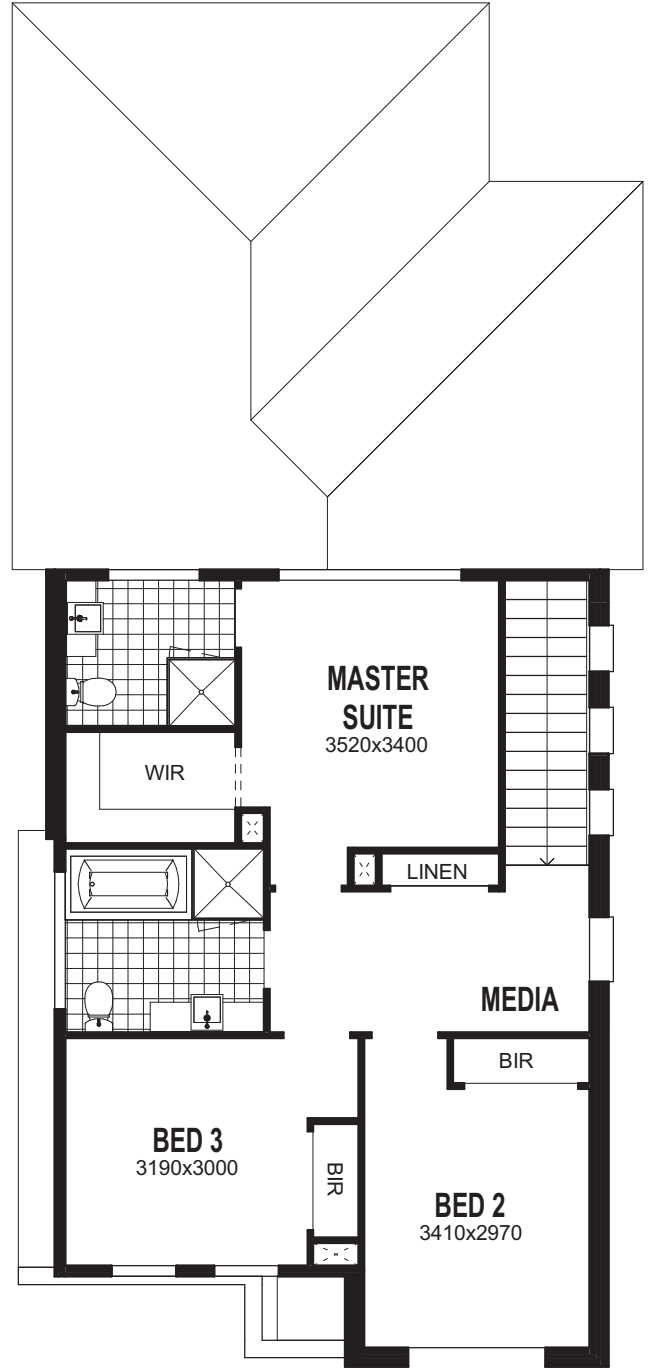 MASTER
SUITE
3520x3400
WIR
LINEN
MEDIA
BIR
BED 3
3190x3000
BIR
BED 2
3410x2970